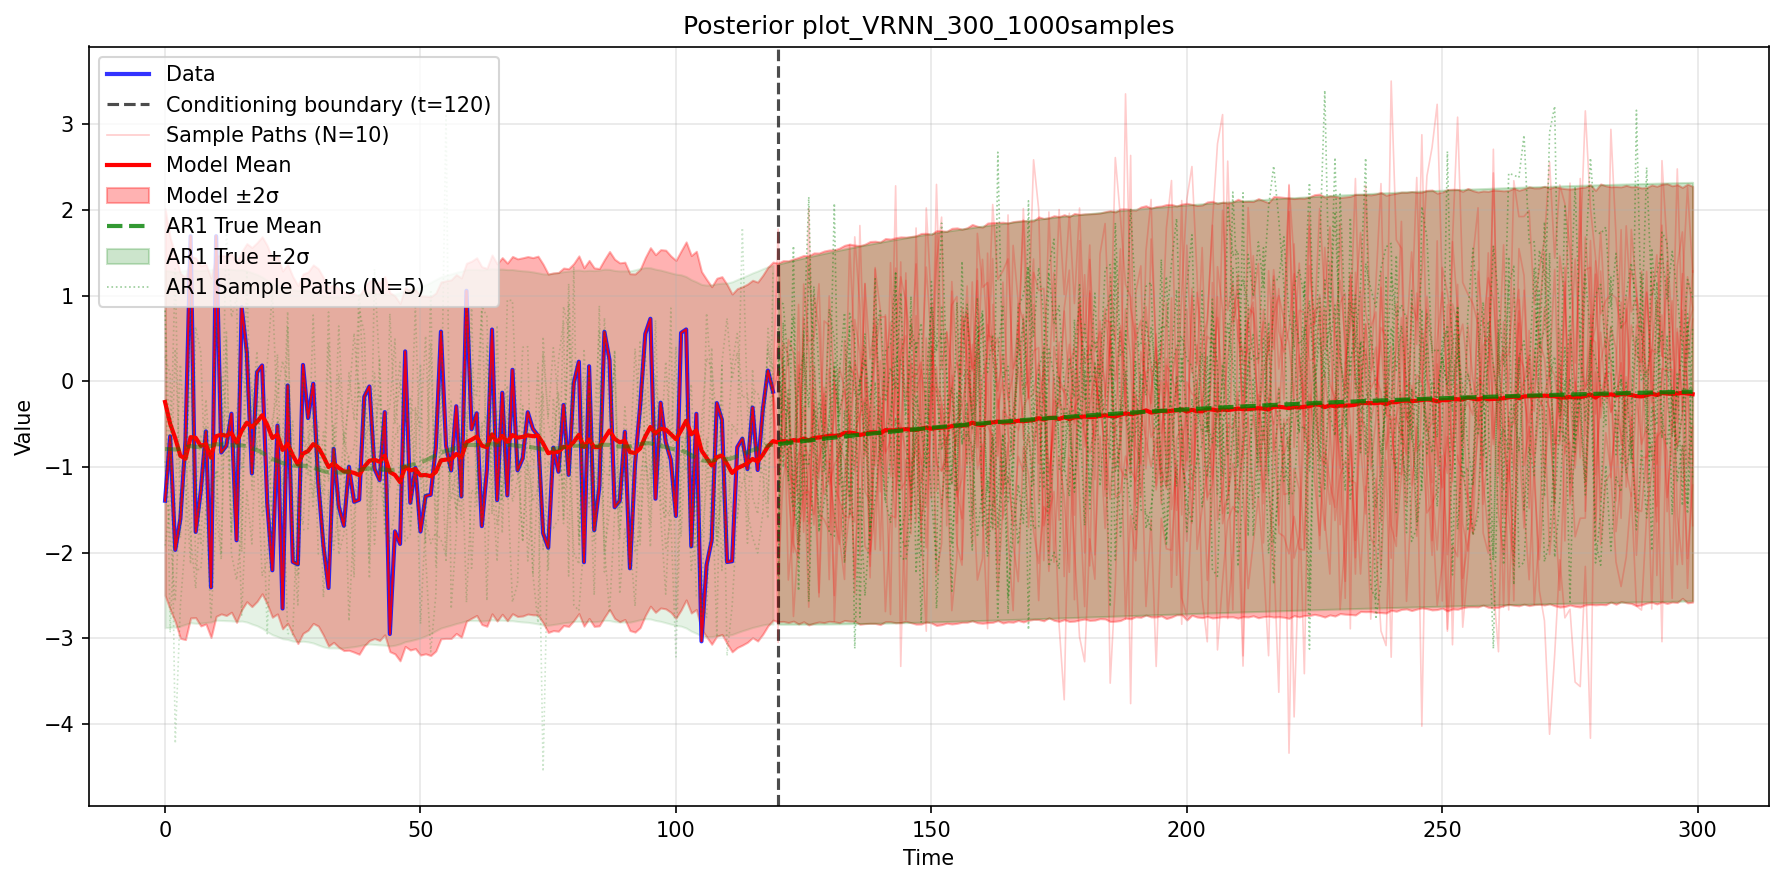 Posterior plot_VRNN_300_1000samples
Data
Conditioning boundary (t=120)
Sample Paths (N=10)
Model Mean
Model ±2σ
AR1 True Mean
AR1 True ±2σ
AR1 Sample Paths (N=5)
Value
3
2
1
0
−1
−2
−3
−4
0 50 100 150 200 250 300
Time